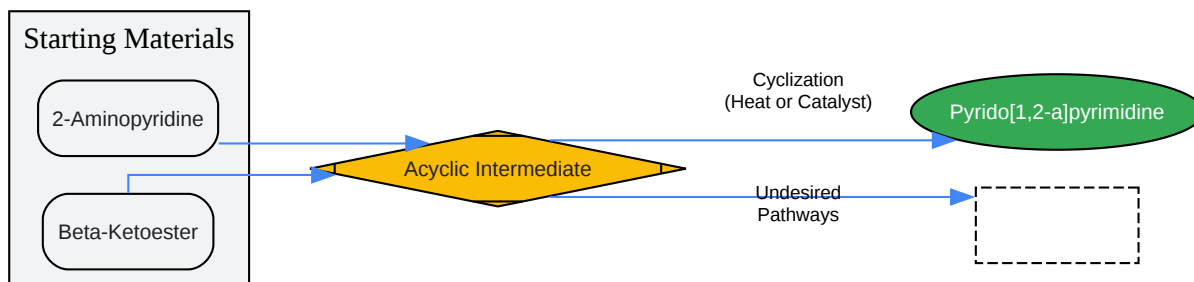 Starting Materials
2-Aminopyridine
Beta-Ketoester
Acyclic Intermediate
Cyclization
(Heat or Catalyst)
Pyrido[1,2-a]pyrimidine
Undesired
Pathways